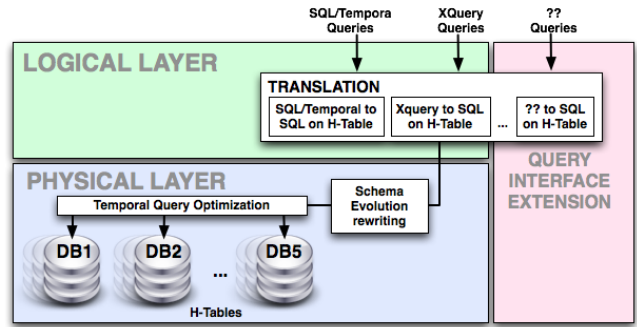 SQL/Tempora
Queries
XQuery
Queries
??
Queries
LOGICAL LAYER
TRANSLATION
SQL/Temporal to
SQL on H-Table
Xquery to SQL
on H-Table
...
?? to SQL
on H-Table
QUERY
INTERFACE
EXTENSION
PHYSICAL LAYER
Schema
Evolution
rewriting
Temporal Query Optimization
DB1
DB2
...
DB5
H-Tables